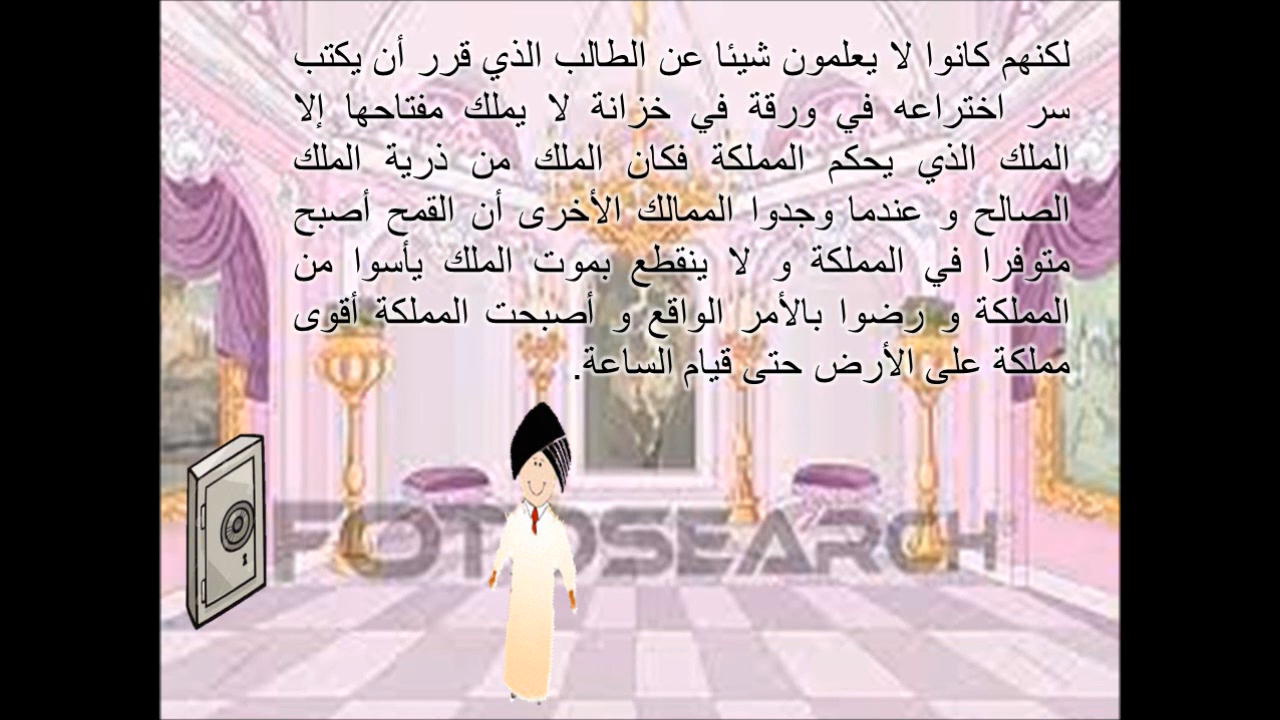 لكنهم كانوا لا يعلمون شيئا عن الطالب الذي قرر أن يكتب
سر اختراعه في ورقة في خزانة لا يملك مفتاحها إلا
الملك الذي يحكم المملكة فكان الملك من ذرية الملك
الصالح و عندما وجدوا الممالك الأخرى أن القمح أصبح
متوفرا في المملكة و لا ينقطع بموت الملك يأسوا من
المملكة و رضوا بالأمر الواقع و أصبحت المملكة أقوى
مملكة على الأرض حتى قيام الساعة.
FOTOSEARCH